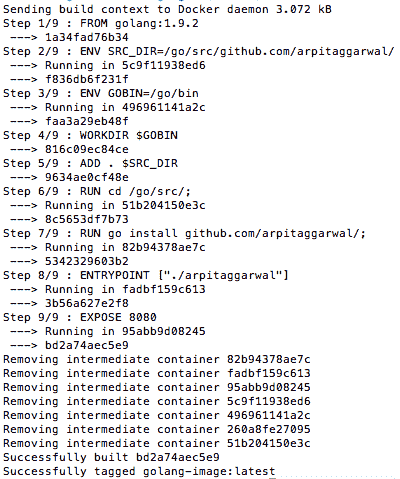 Sending build context to Docker daemon 3.072 kB
Step 1/9 : FROM golang:1.9.2
---> 1a34fad76b34
Step 2/9 : ENV SRC_DIR=/go/src/github.com/arpitaggarwal/
---> Running in 5c9f11938ed6
---> f836db6f231f
Step 3/9 : ENV GOBIN=/go/bin
---> Running in 496961141a2c
---> faa3a29eb48f
Step 4/9 : WORKDIR $GOBIN
---> 816c09ec84ce
Step 5/9 : ADD . $SRC_DIR
---> 9634ae0cf48e
Step 6/9 : RUN cd /go/src/;
---> Running in 51b204150e3c
---> 8c5653df7b73
Step 7/9 : RUN go install github.com/arpitaggarwal/;
---> Running in 82b94378ae7c
---> 5342329603b2
Step 8/9 : ENTRYPOINT ["./arpitaggarwal"]
---> Running in fadbf159c613
---> 3b56a627e2f8
Step 9/9 : EXPOSE 8080
---> Running in 95abb9d08245
---> bd2a74aec5e9
Removing intermediate container 82b94378ae7c
Removing intermediate container fadbf159c613
Removing intermediate container 95abb9d08245
Removing intermediate container 5c9f11938ed6
Removing intermediate container 496961141a2c
Removing intermediate container 260a8fe27095
Removing intermediate container 51b204150e3c
Successfully built bd2a74aec5e9
Successfully tagged golang-image:latest